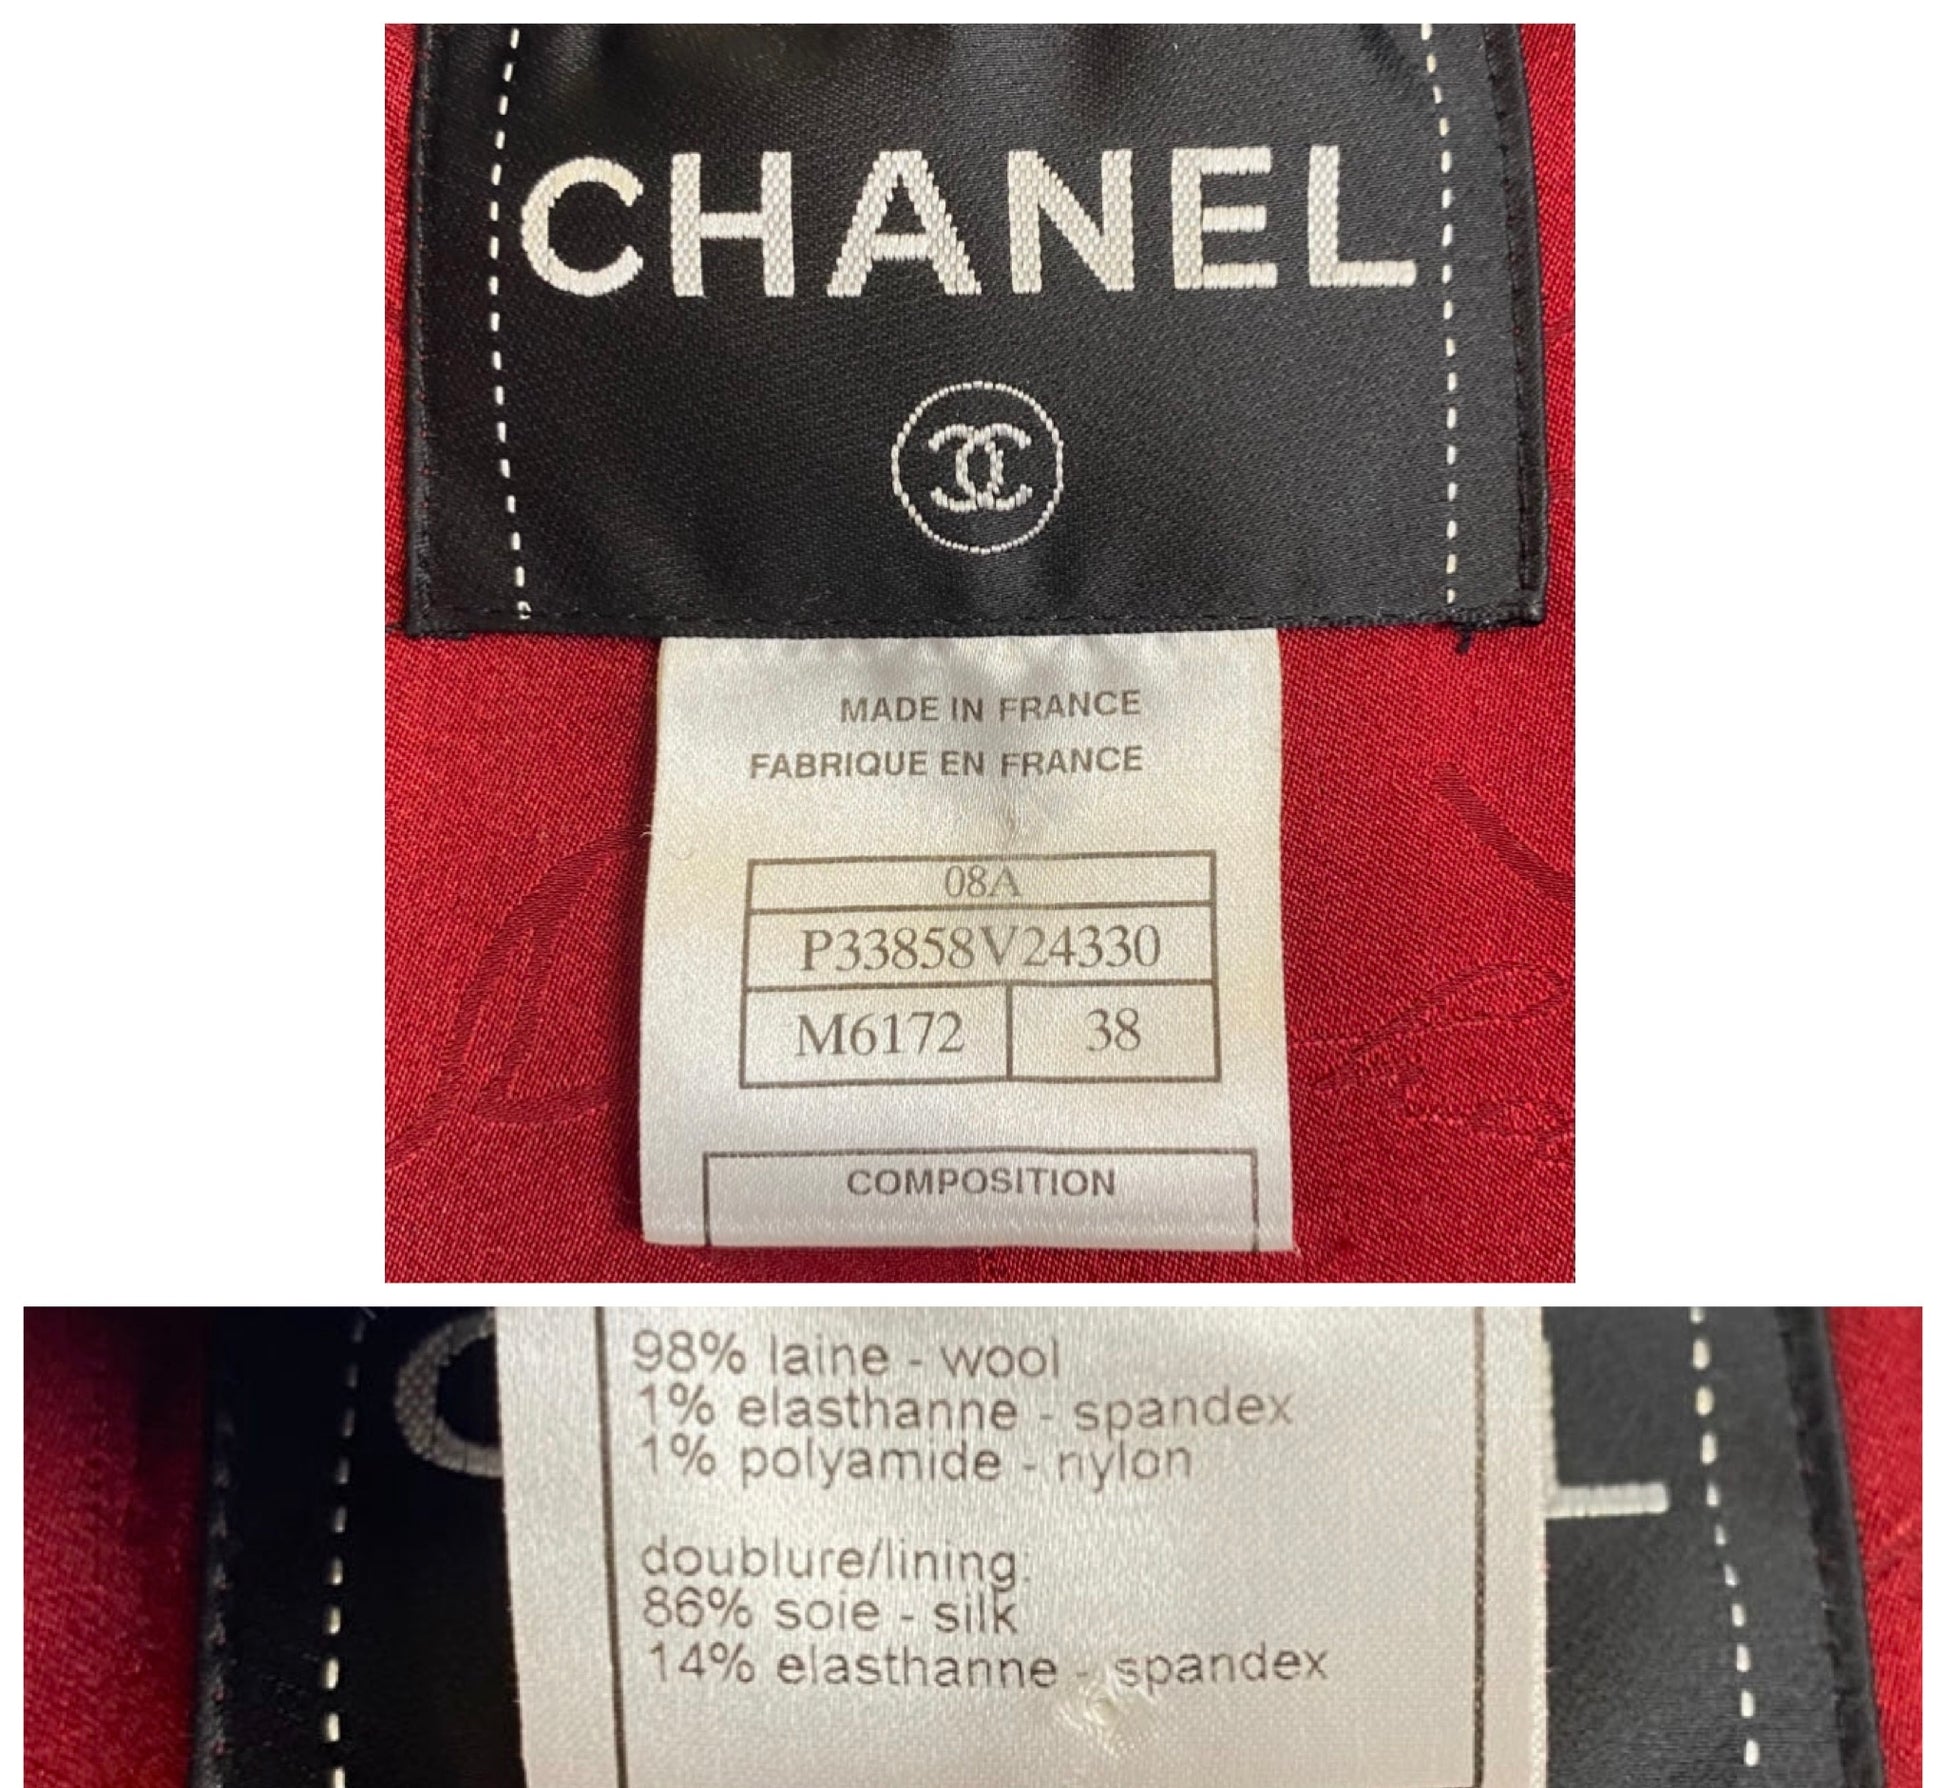 CHANEL
MADE IN FRANCE
FABRIQUE EN FRANCE
08A
P33858V24330
M6172 38
COMPOSITION
98% laine - wool
1% elasthanne - spandex
1% polyamide - nylon
doublure/lining:
86% soie - silk
14% elasthanne - spandex